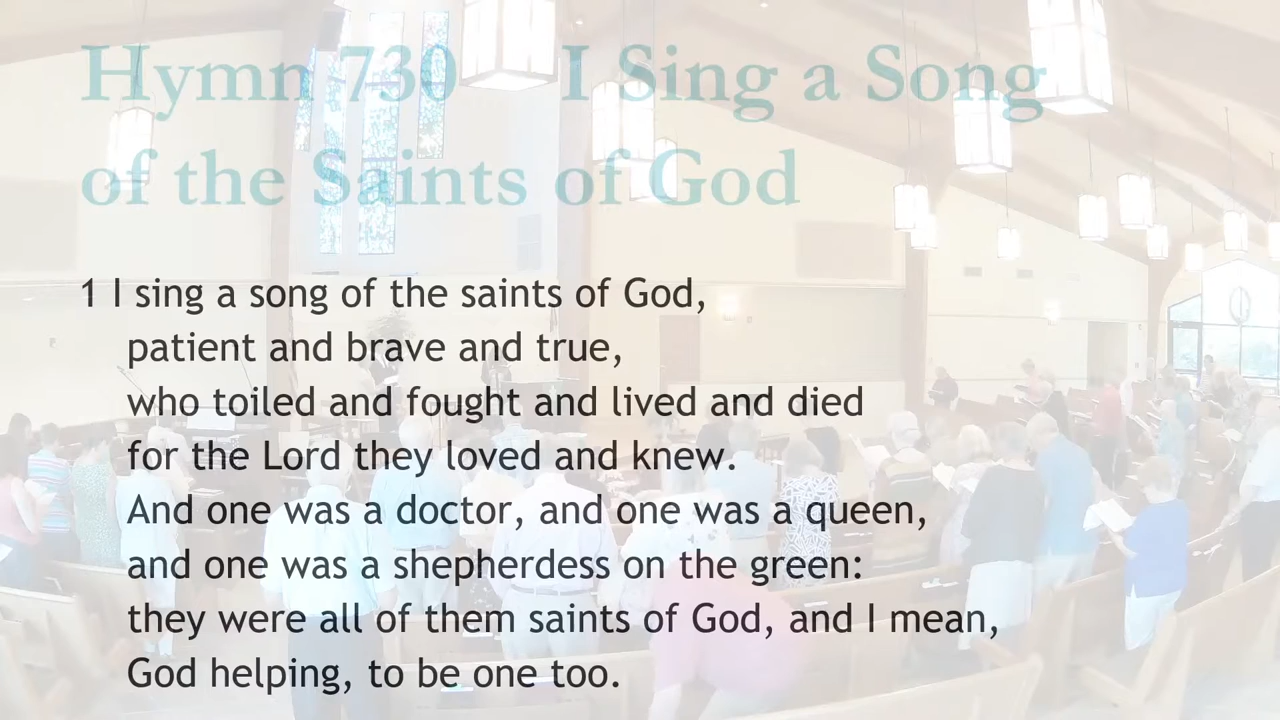 Hymn 730 I Sing a Song
of the Saints of God
1 I sing a song of the saints of God,
patient and brave and true,
who toiled and fought and lived and died
for the Lord they loved and knew.
And one was a doctor, and one was a queen,
and one was a shepherdess on the green:
they were all of them saints of God, and I mean,
God helping, to be one too.